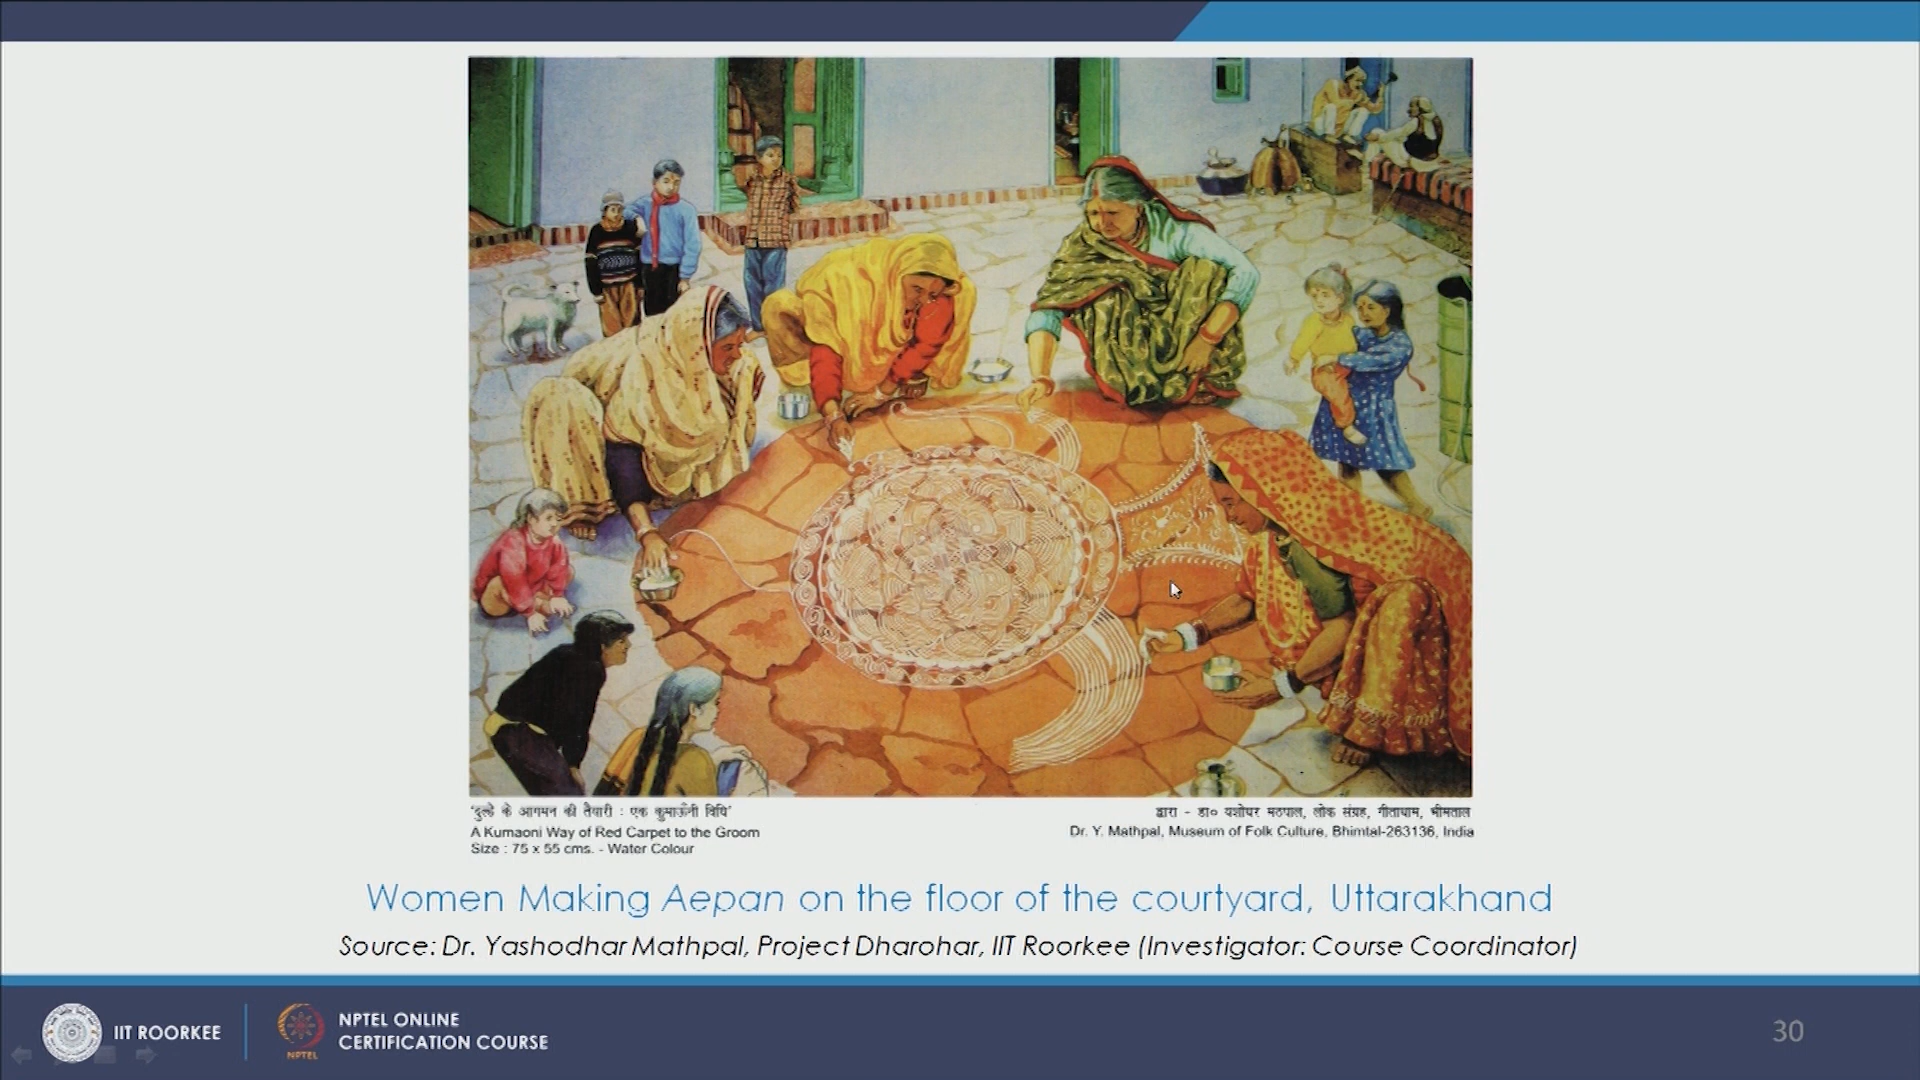 'दुल्हे के आगमन की तैयारी : एक कुमाऊँनी विधि'
A Kumaoni Way of Red Carpet to the Groom
Size : 75 x 55 cms. - Water Colour
द्वारा - डा० यशोधर मठपाल, लोक संग्रह, गीताधाम, भीमताल
Dr. Y. Mathpal, Museum of Folk Culture, Bhimtal-263136, India
Women Making Aepan on the floor of the courtyard, Uttarakhand
Source: Dr. Yashodhar Mathpal, Project Dharohar, IIT Roorkee (Investigator: Course Coordinator)
IIT ROORKEE
NPTEL
NPTEL ONLINE
CERTIFICATION COURSE
30